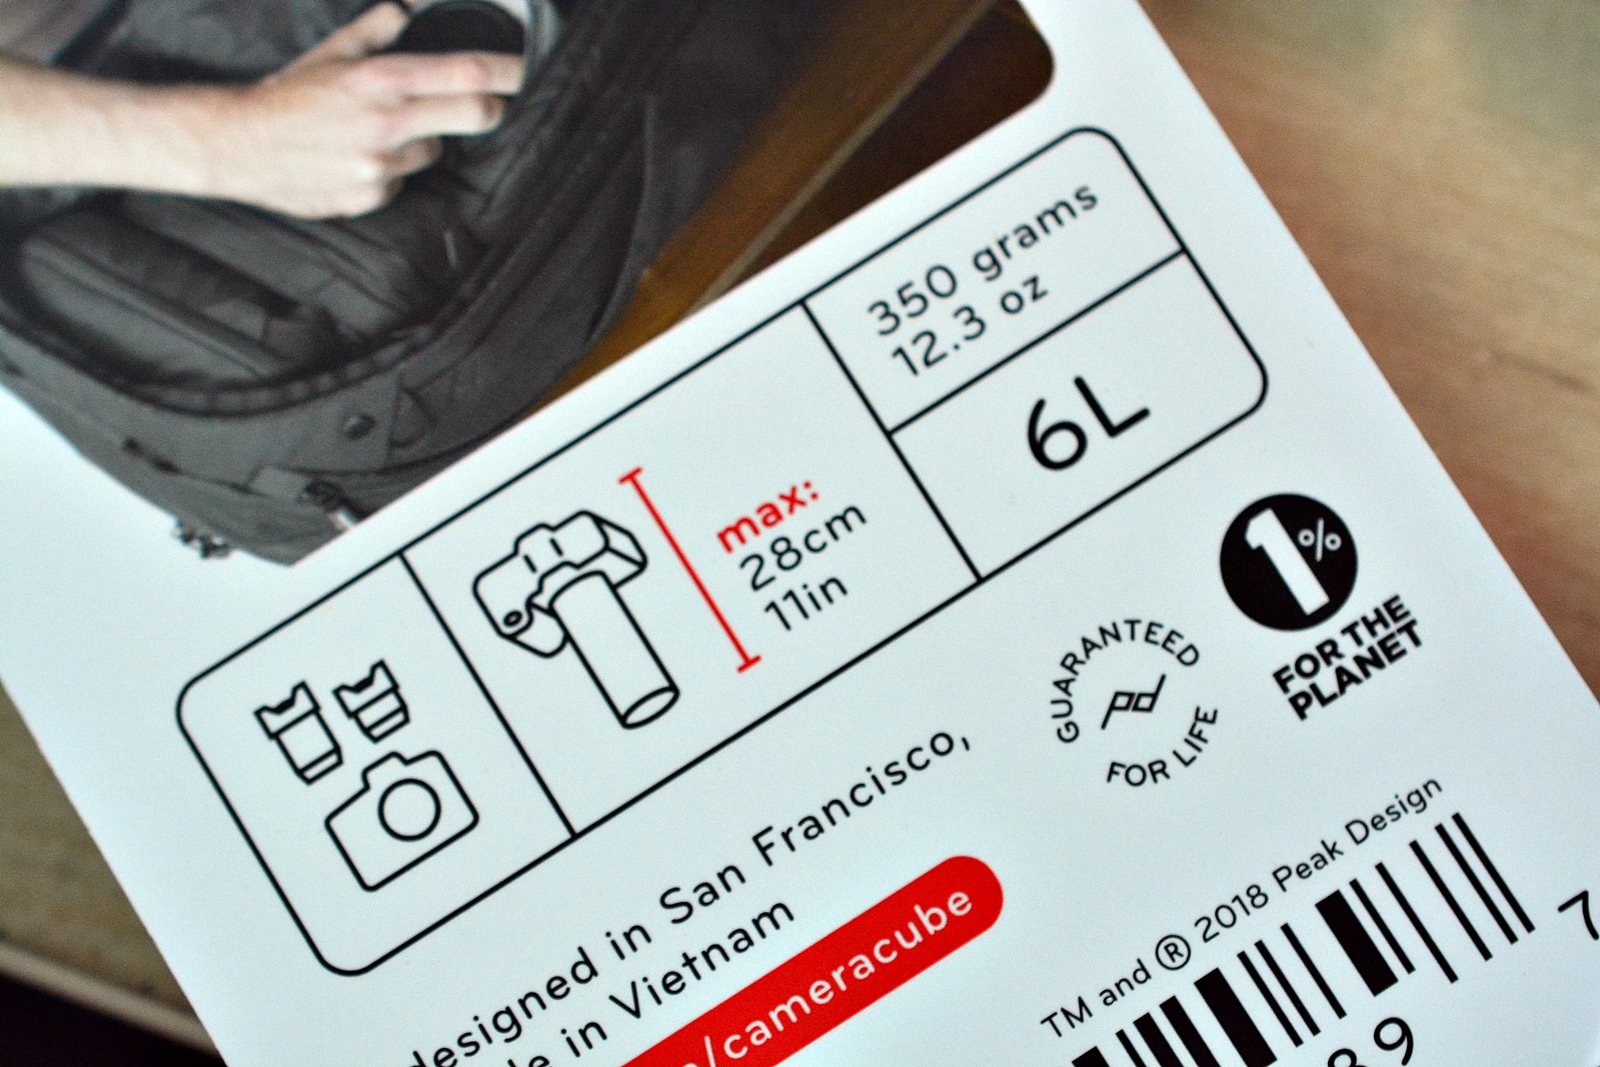 350 grams
12.3 oz
6L
max:
28cm
11in
1%
FOR THE
PLANET
GUARANTEED
pd
FOR LIFE
designed in San Francisco,
in Vietnam
/cameracube
TM and ® 2018 Peak Design
7
89